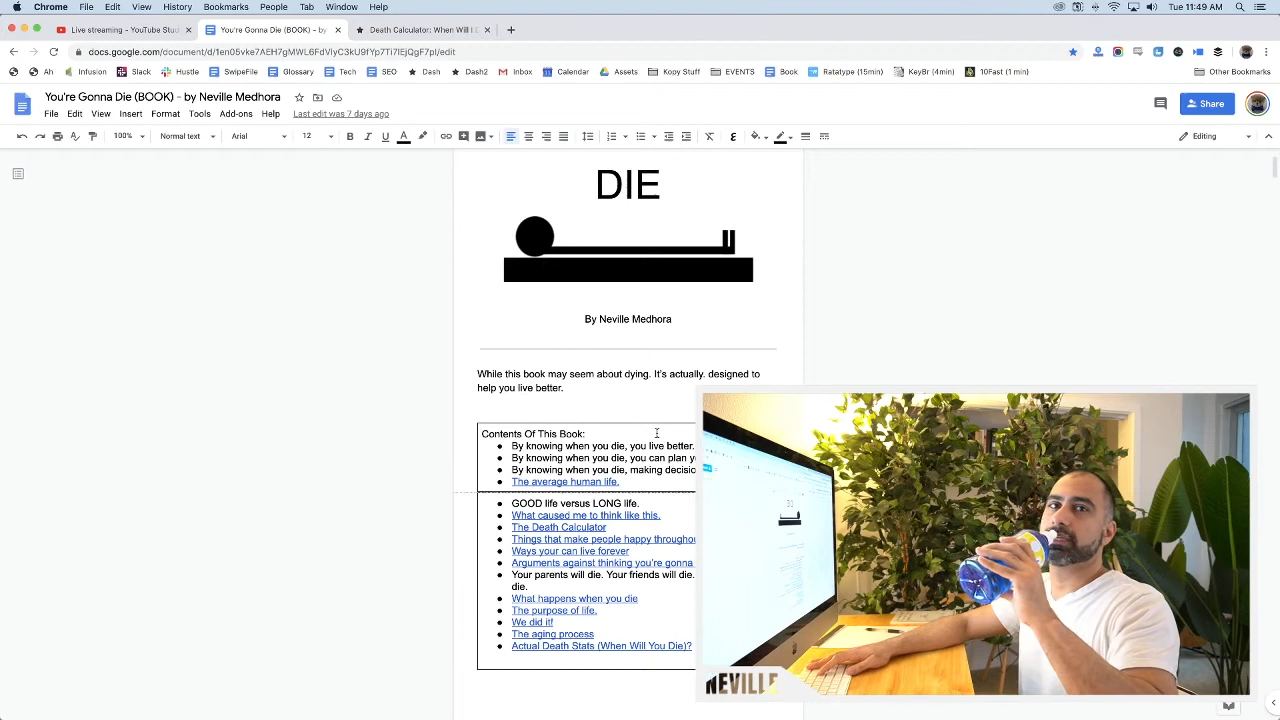 Chrome File Edit View History Bookmarks People Tab Window Help
Tue 11:49 AM
Live streaming - YouTube Stud
You're Gonna Die (BOOK) - by
Death Calculator: When Will I
docs.google.com/document/d/1en05vke7AEH7gMWL6FdVlyC3kU9fYp7Ti7lEjQgF7pI/edit
Ah Infusion Slack Hustle SwipeFile Glossary Tech SEO Dash Dash2 Inbox Calendar Assets Kopy Stuff EVENTS Book Ratatype (15min) KeyBr (4min) 10Fast (1 min) Other Bookmarks
You're Gonna Die (BOOK) - by Neville Medhora
File Edit View Insert Format Tools Add-ons Help Last edit was 7 days ago
Share
100% Normal text Arial 12 Editing
DIE
By Neville Medhora
While this book may seem about dying. It's actually. designed to
help you live better.
Contents Of This Book:
By knowing when you die, you live better.
By knowing when you die, you can plan
By knowing when you die, making
The average human life.
GOOD life versus LONG life.
What caused me to think like this.
The Death Calculator
Things that make people happy
Ways your can live forever
Arguments against thinking you're gonna
Your parents will die. Your friends will die.
die.
What happens when you die
The purpose of life.
We did it!
The aging process
Actual Death Stats (When Will You Die)?
NEVILLE